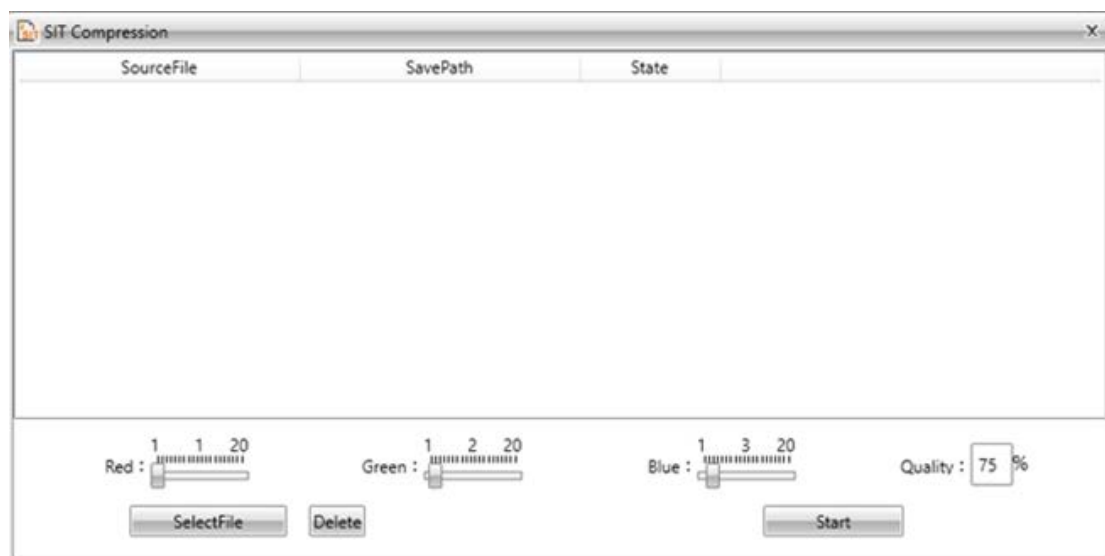 SIT Compression
SourceFile SavePath State
1 1 20 1 2 20 1 3 20
Red : Green : Blue : Quality : 75 %
SelectFile Delete Start